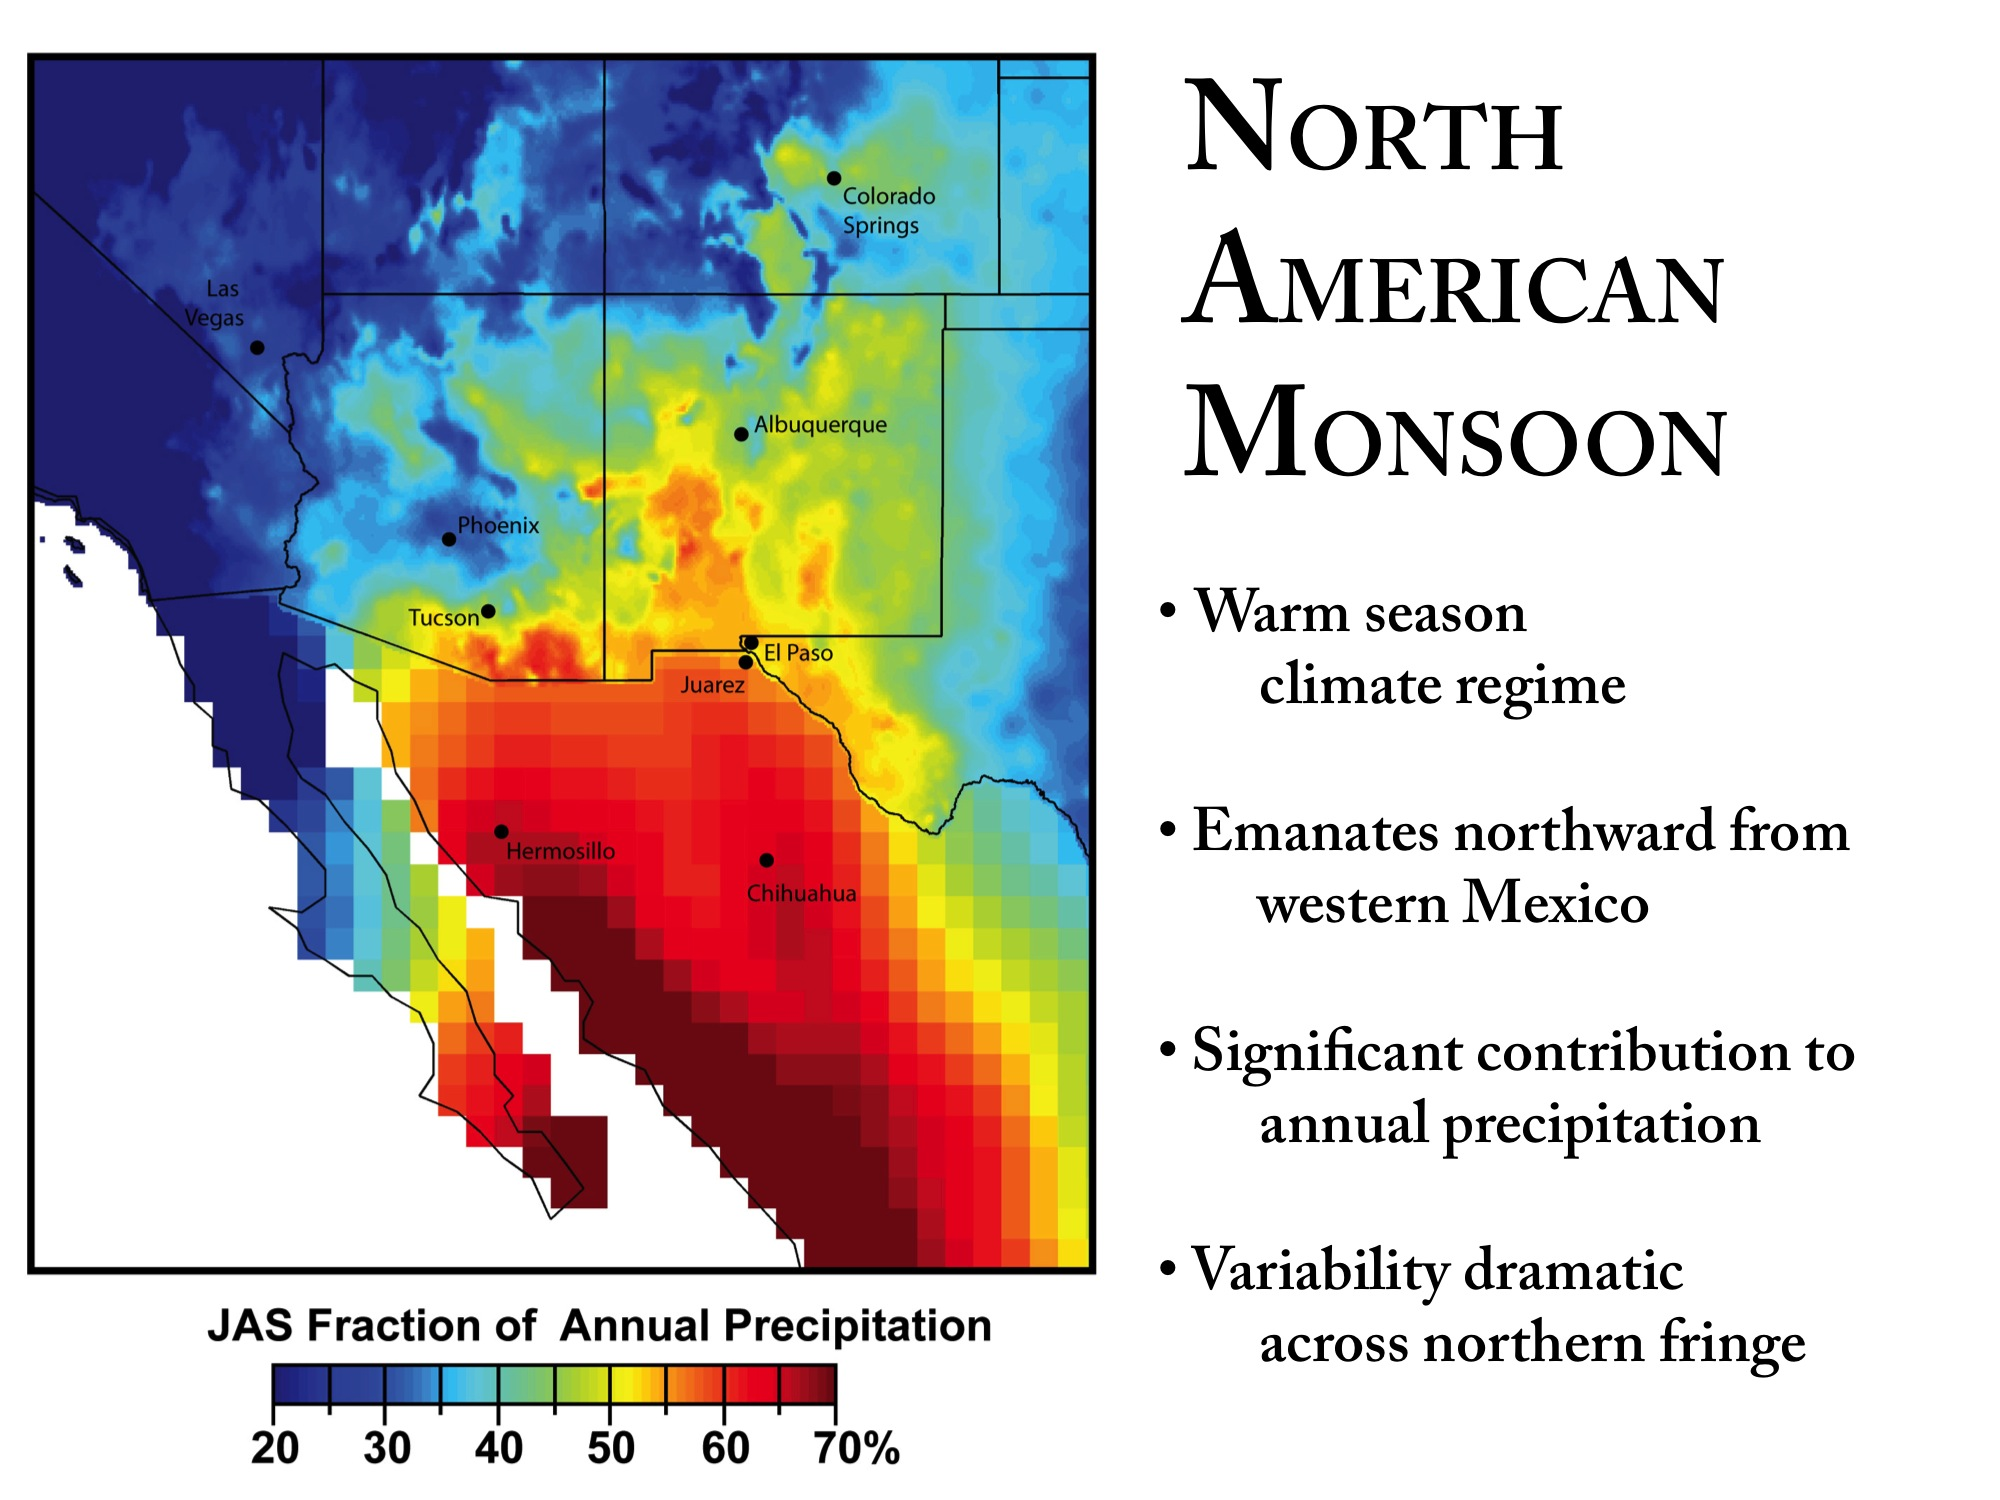 NORTH
AMERICAN
MONSOON
Colorado
Springs
Las
Vegas
Albuquerque
Phoenix
Tucson
El Paso
Juarez
Hermosillo
Chihuahua
JAS Fraction of Annual Precipitation
20 30 40 50 60 70%
• Warm season
climate regime
• Emanates northward from
western Mexico
• Significant contribution to
annual precipitation
• Variability dramatic
across northern fringe